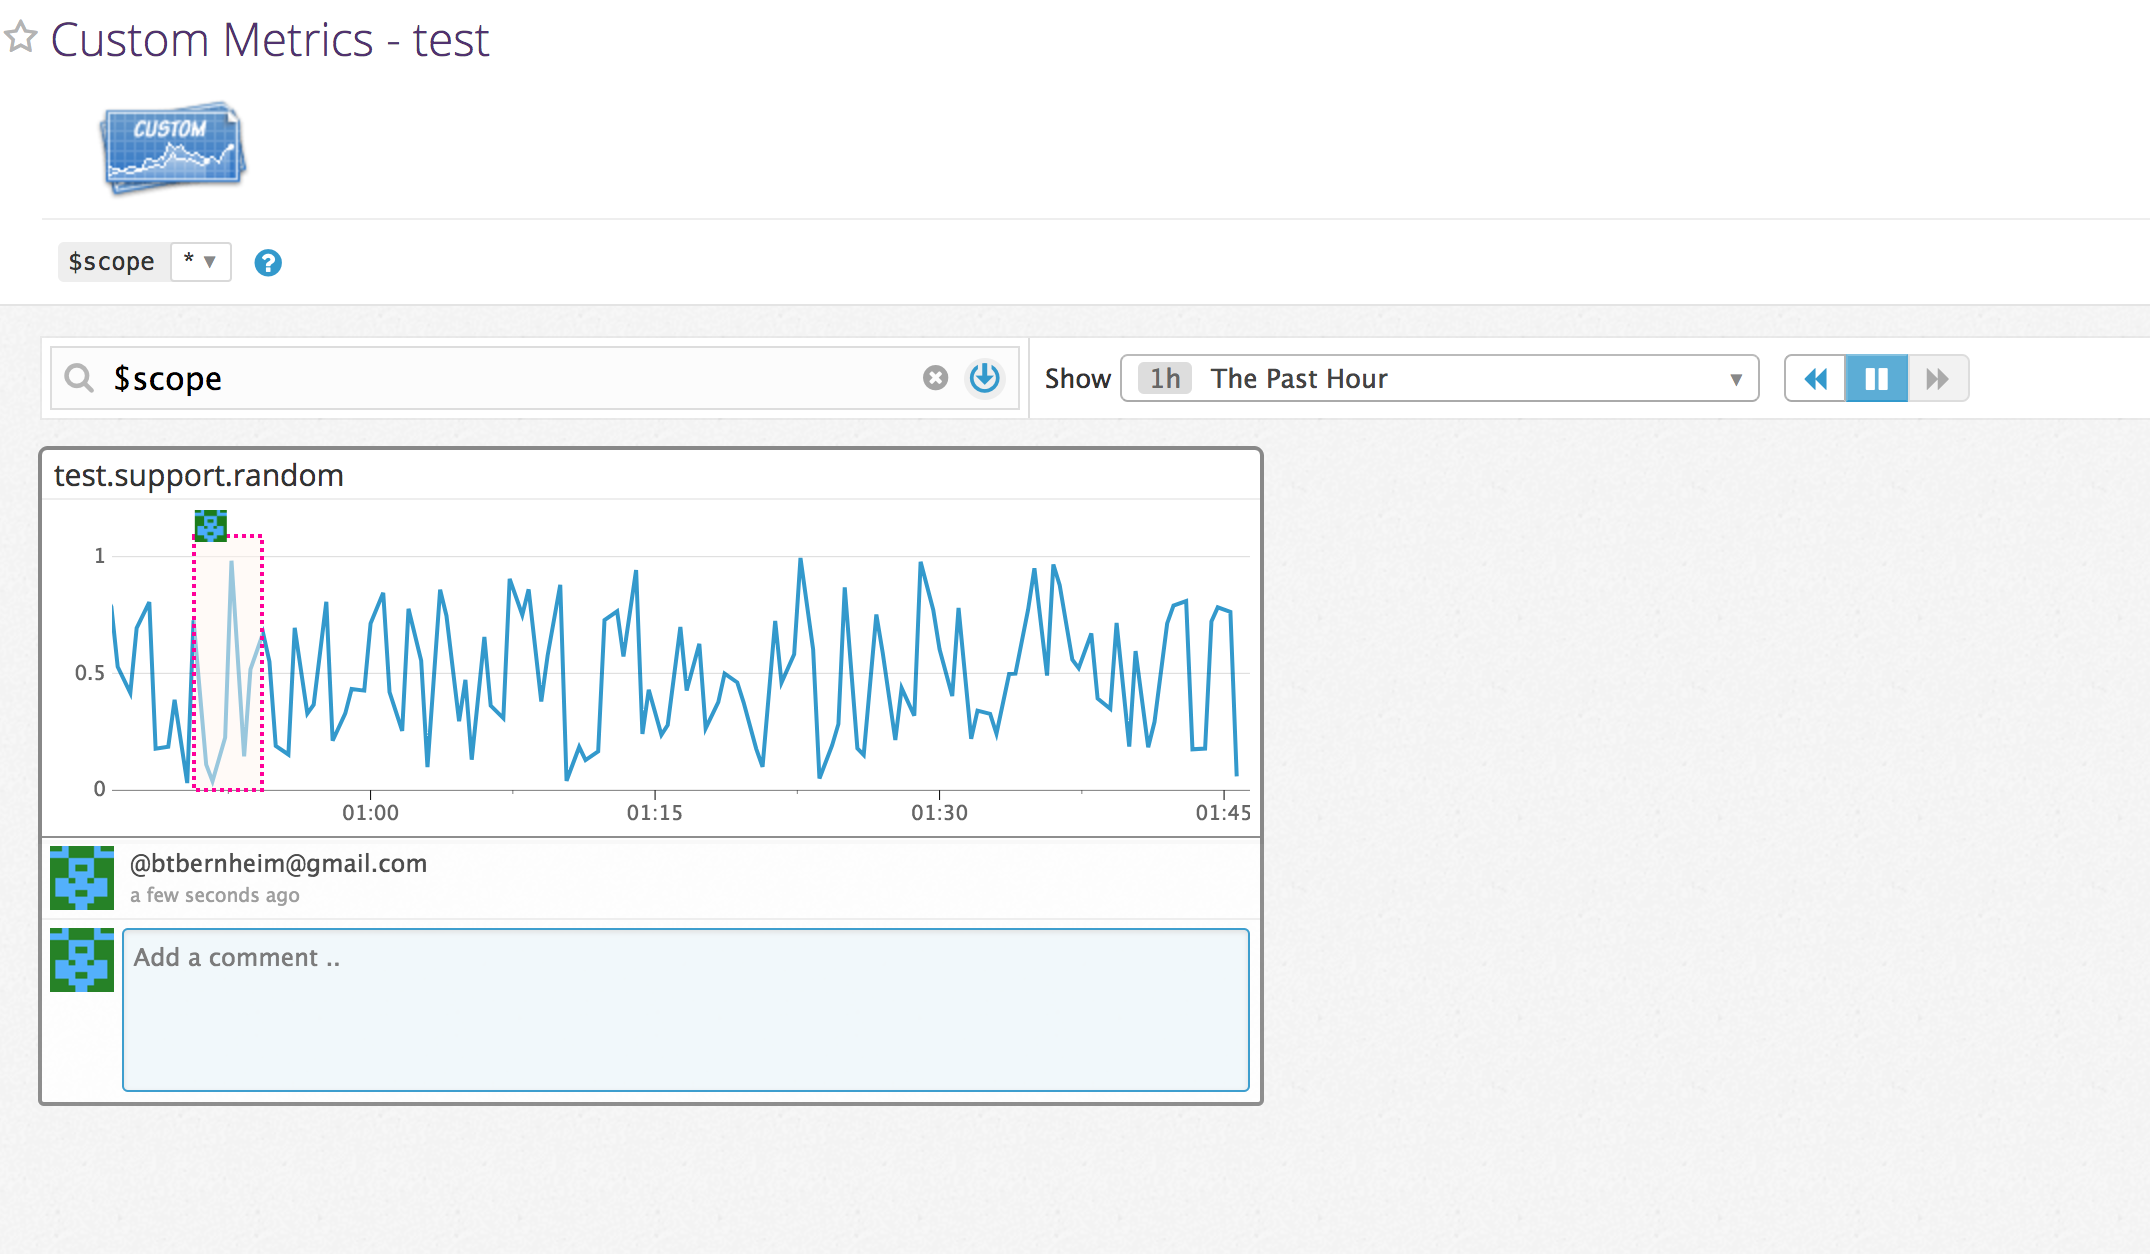 Custom Metrics - test
CUSTOM
$scope * ▼ ?
$scope
Show 1h The Past Hour ▼
test.support.random
1
0.5
0
01:00 01:15 01:30 01:45
@btbernheim@gmail.com
a few seconds ago
Add a comment ..